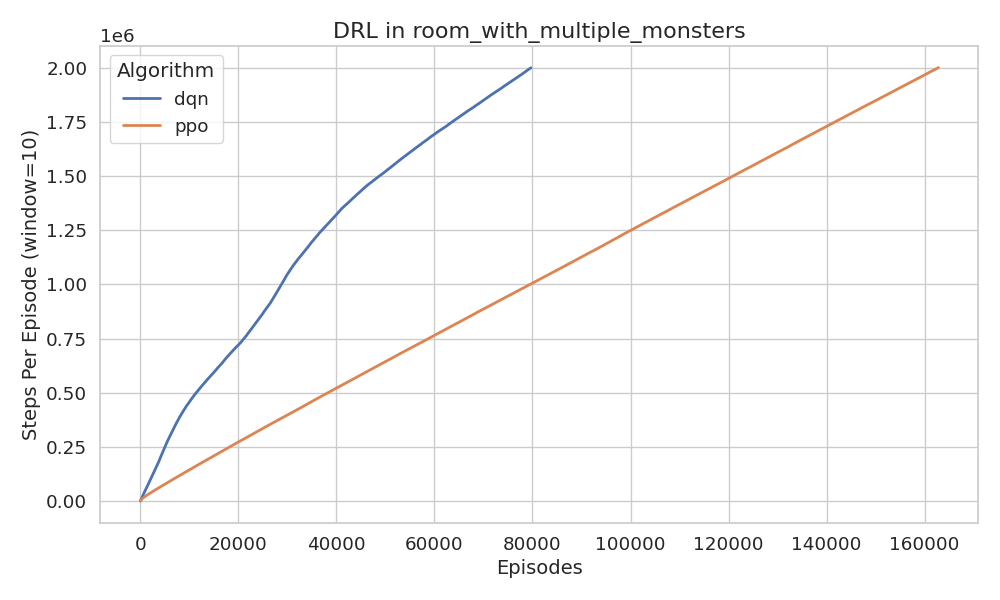 DRL in room_with_multiple_monsters
1e6
Algorithm
dqn
ppo
Steps Per Episode (window=10)
2.00
1.75
1.50
1.25
1.00
0.75
0.50
0.25
0.00
0 20000 40000 60000 80000 100000 120000 140000 160000
Episodes